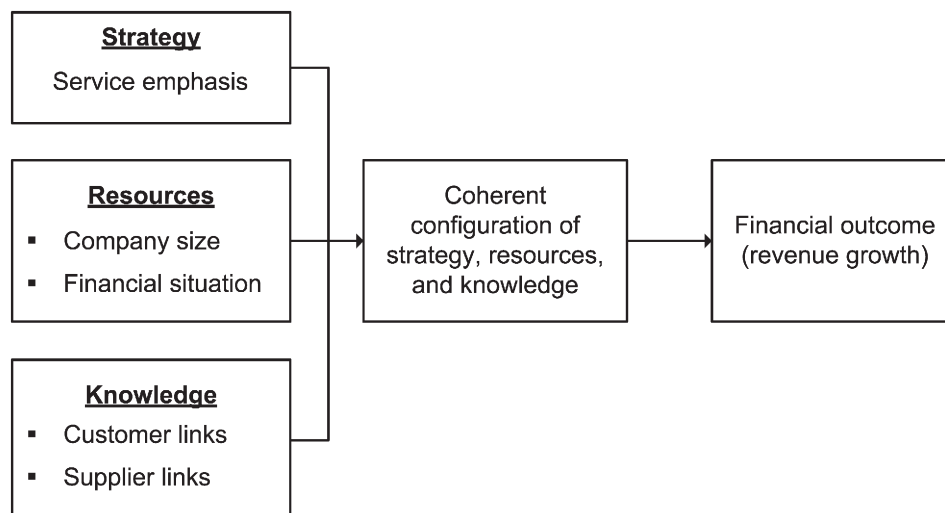 Strategy
Service emphasis
Resources
▪ Company size
▪ Financial situation
Knowledge
▪ Customer links
▪ Supplier links
Coherent
configuration of
strategy, resources,
and knowledge
Financial outcome
(revenue growth)